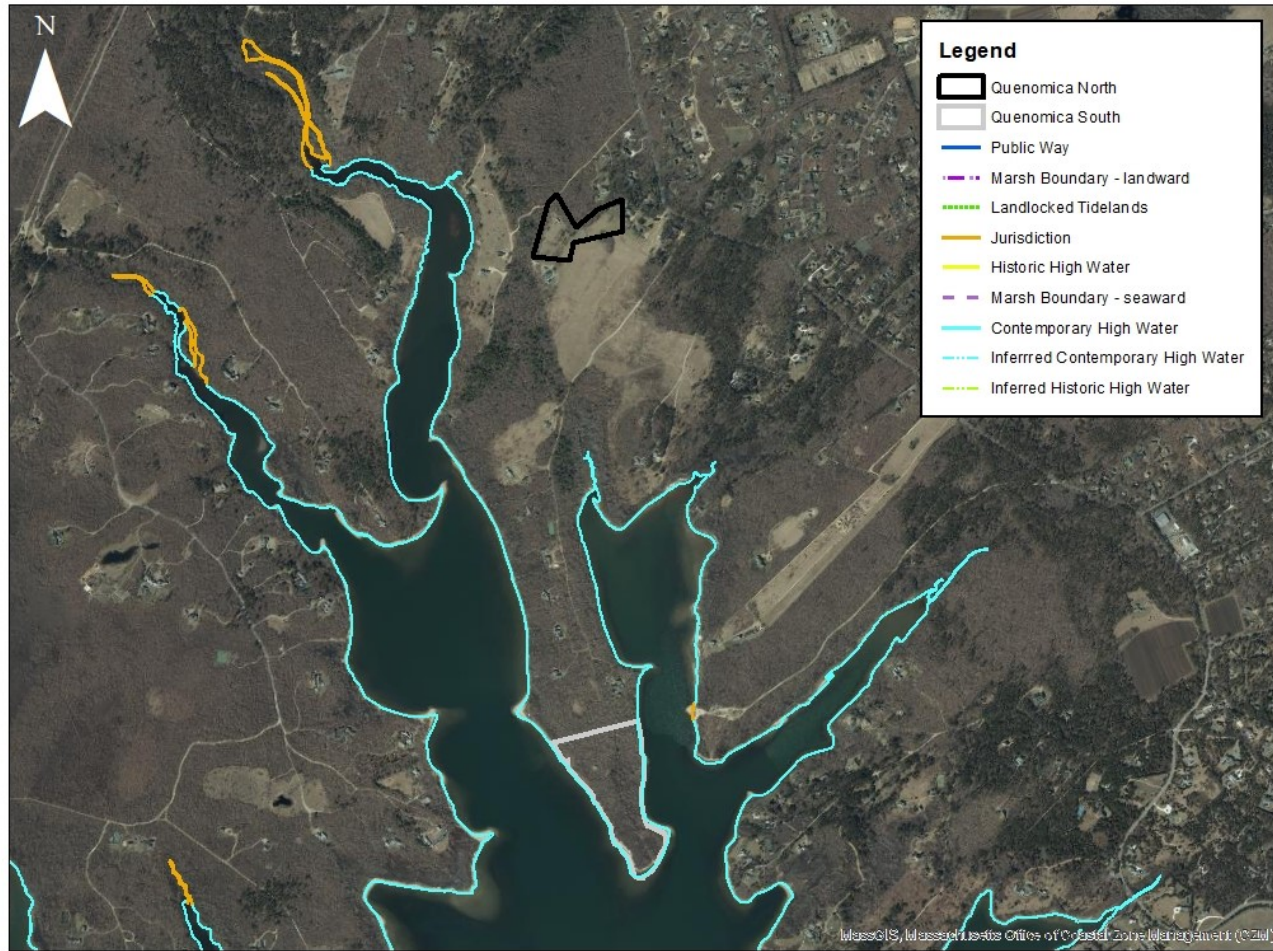 N
Legend
Quenomica North
Quenomica South
Public Way
Marsh Boundary - landward
Landlocked Tidelands
Jurisdiction
Historic High Water
Marsh Boundary - seaward
Contemporary High Water
Inferrred Contemporary High Water
Inferred Historic High Water
MassGIS, Massachusetts Office of Coastal Zone Management (CZM)